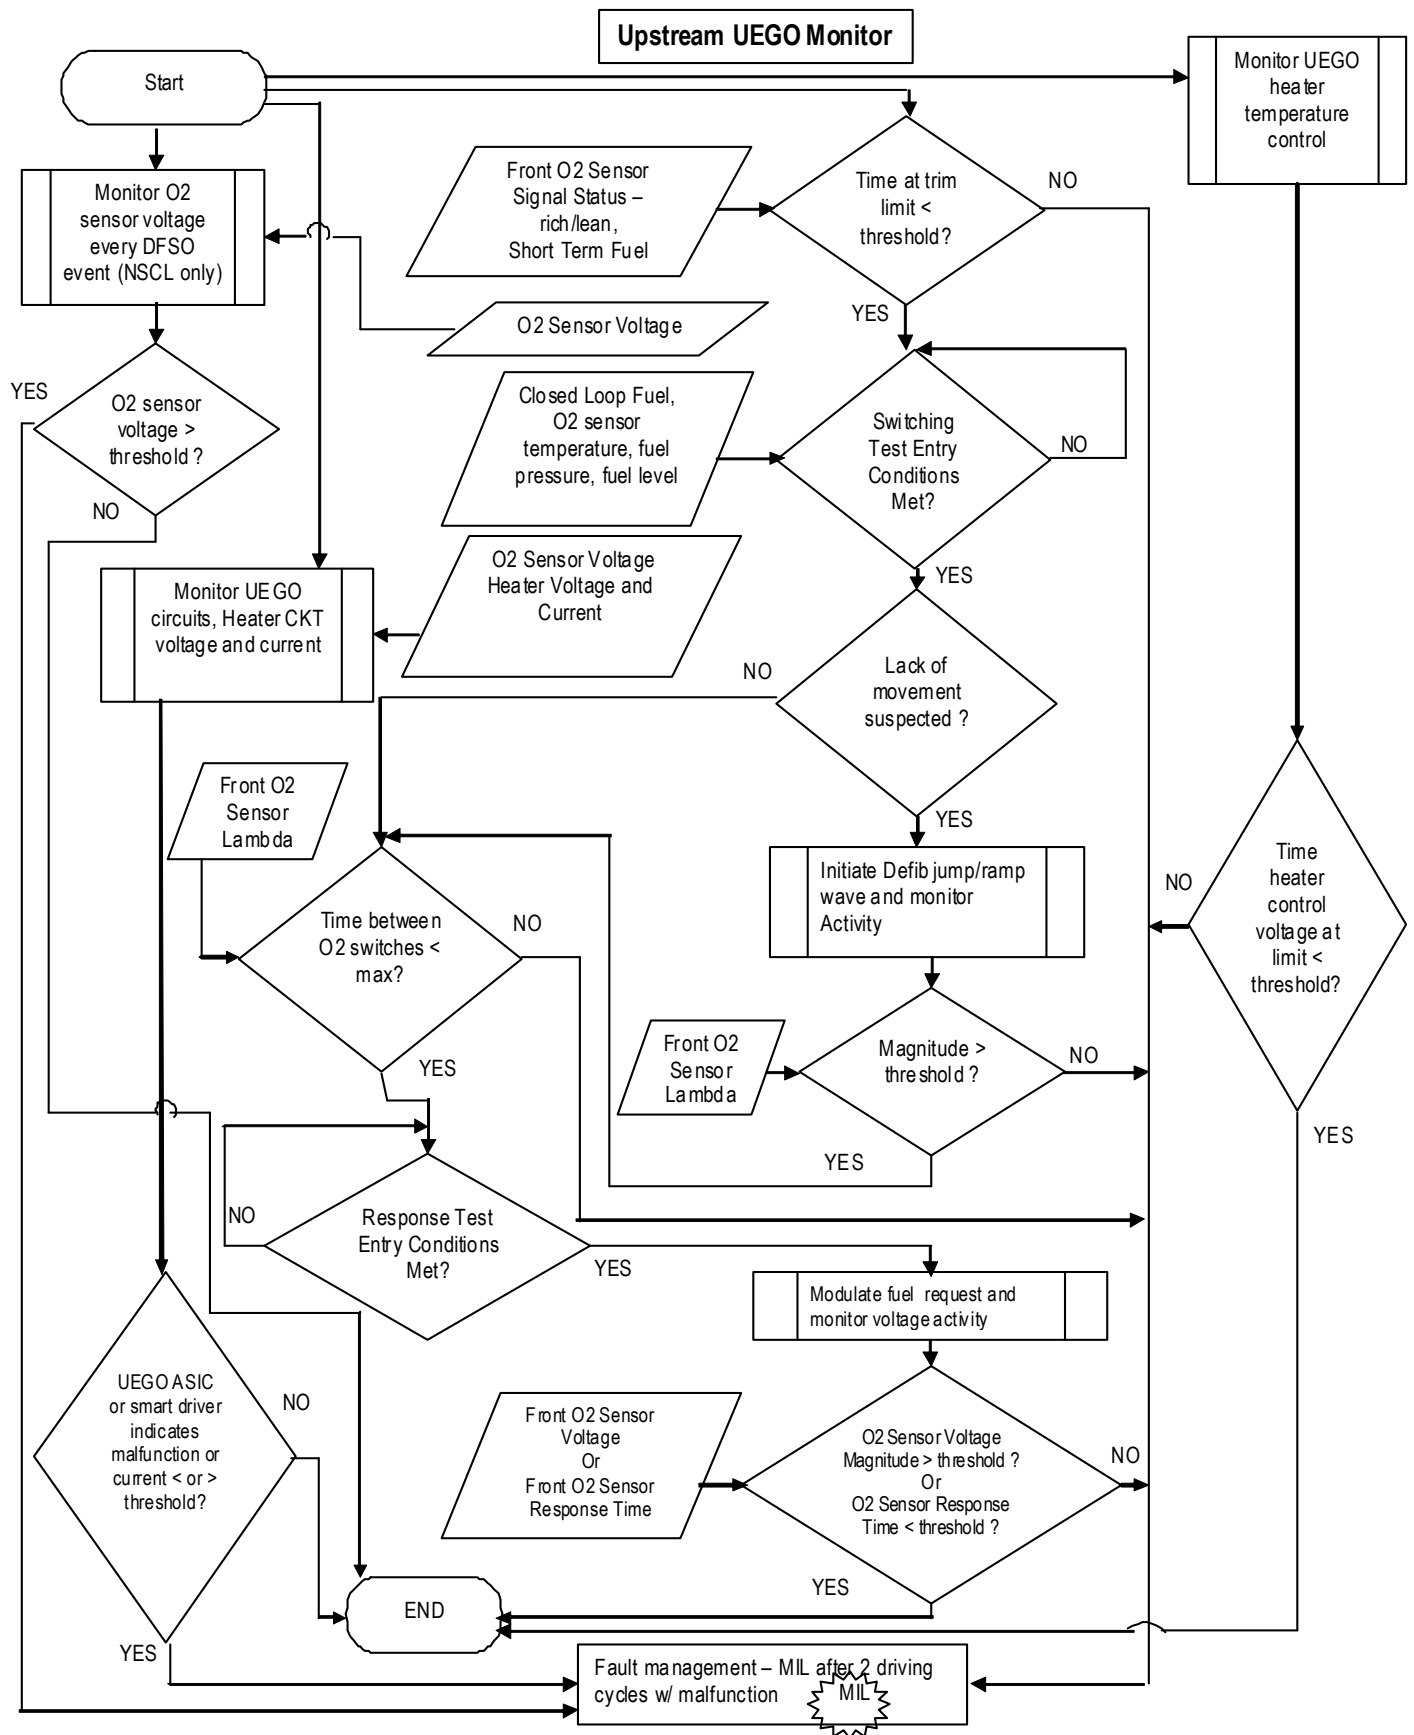 Upstream UEGO Monitor
Start
Monitor UEGO
heater
temperature
control
Front O2 Sensor
Signal Status –
rich/lean,
Short Term Fuel
Time at trim
limit <
threshold?
NO
YES
Monitor O2
sensor voltage
every DFSO
event (NSCL only)
O2 Sensor Voltage
YES
O2 sensor
voltage >
threshold ?
NO
Closed Loop Fuel,
O2 sensor
temperature, fuel
pressure, fuel level
Switching
Test Entry
Conditions
Met?
NO
YES
O2 Sensor Voltage
Heater Voltage and
Current
Monitor UEGO
circuits, Heater CKT
voltage and current
NO
Lack of
movement
suspected ?
YES
Front O2
Sensor
Lambda
Initiate Defib jump/ramp
wave and monitor
Activity
NO
Time
heater
control
voltage at
limit <
threshold?
YES
Time between
O2 switches <
max?
NO
YES
Front O2
Sensor
Lambda
Magnitude >
threshold ?
NO
YES
NO
Response Test
Entry Conditions
Met?
YES
Modulate fuel request and
monitor voltage activity
UEGO ASIC
or smart driver
indicates
malfunction or
current < or >
threshold?
NO
YES
Front O2 Sensor
Voltage
Or
Front O2 Sensor
Response Time
O2 Sensor Voltage
Magnitude > threshold ?
Or
O2 Sensor Response
Time < threshold ?
NO
YES
END
Fault management – MIL after 2 driving
cycles w/ malfunction
MIL